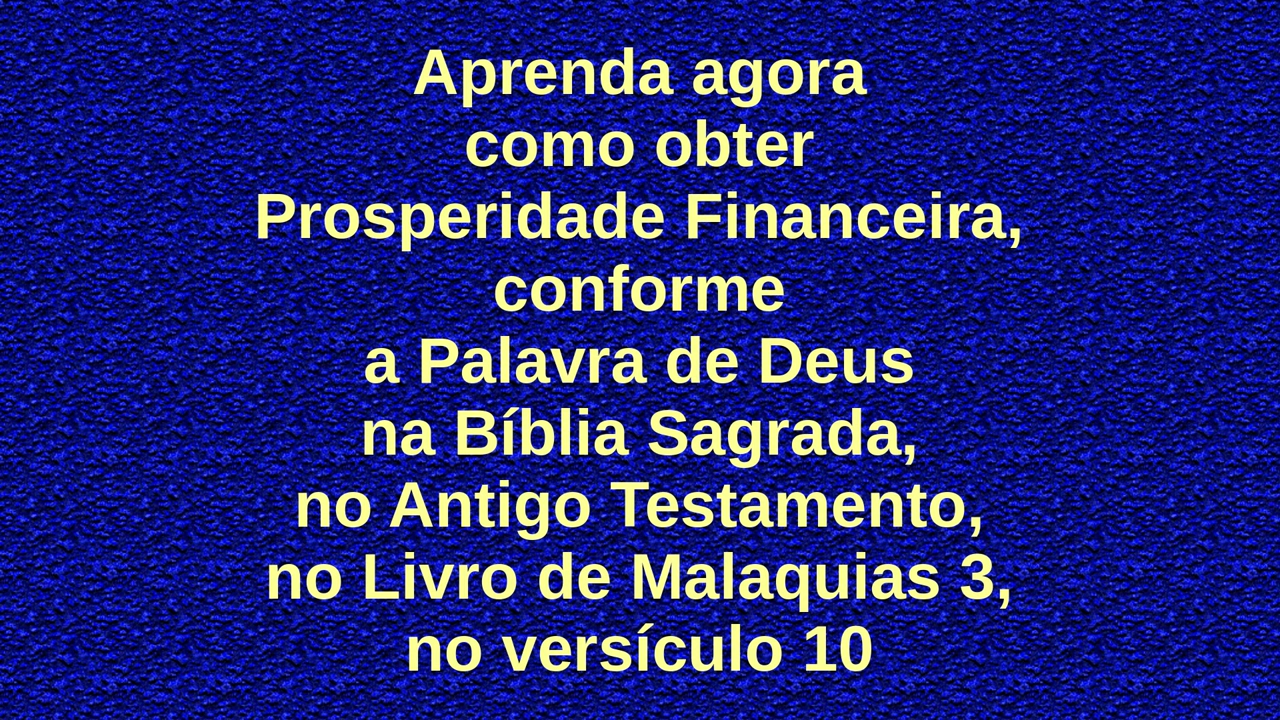 Aprenda agora
como obter
Prosperidade Financeira,
conforme
a Palavra de Deus
na Bíblia Sagrada,
no Antigo Testamento,
no Livro de Malaquias 3,
no versículo 10